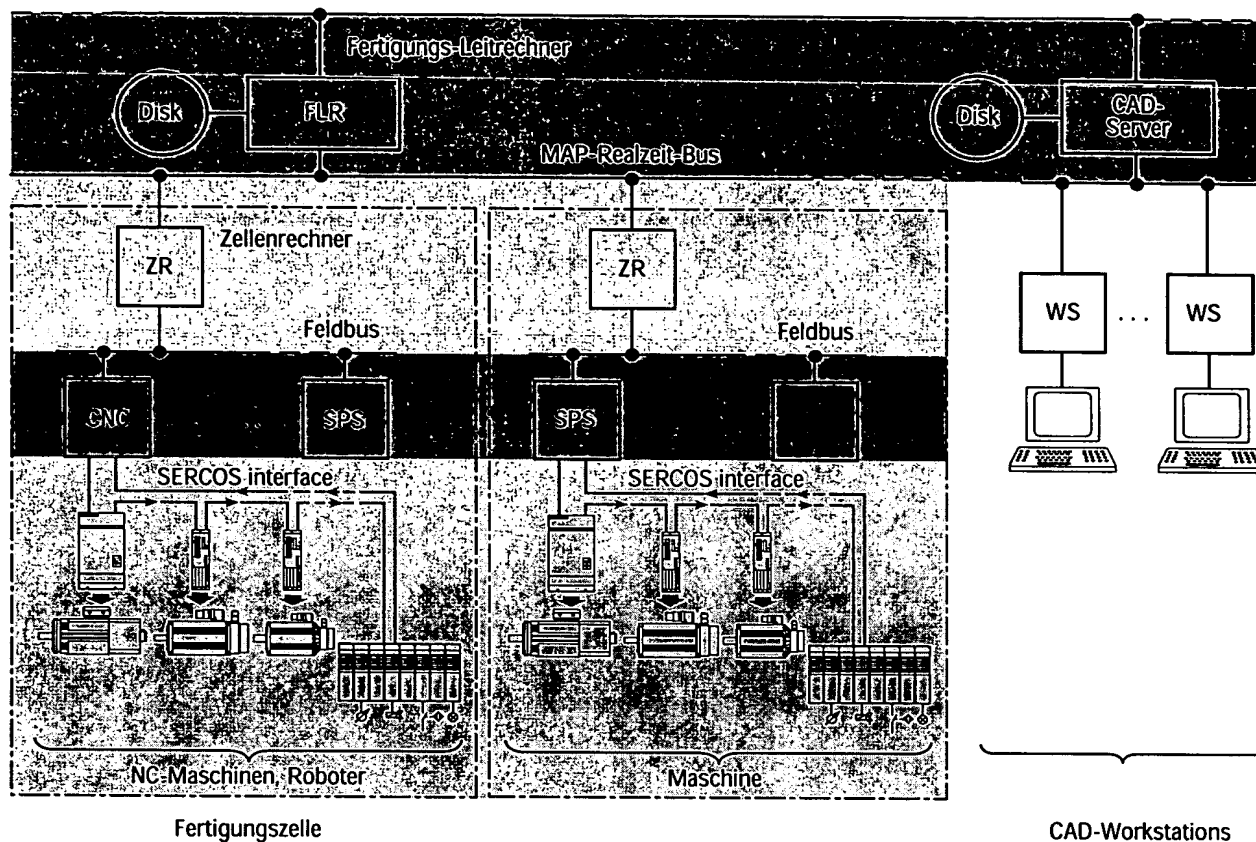 Fertigungs-Leitrechner
Disk
FLR
Disk
CAD-
Server
MAP-Realzeit-Bus
Zellenrechner
ZR
ZR
WS
...
WS
Feldbus
Feldbus
CNC
SPS
SPS
SERCOS interface
SERCOS interface
NC-Maschinen, Roboter
Maschine
Fertigungszelle
CAD-Workstations